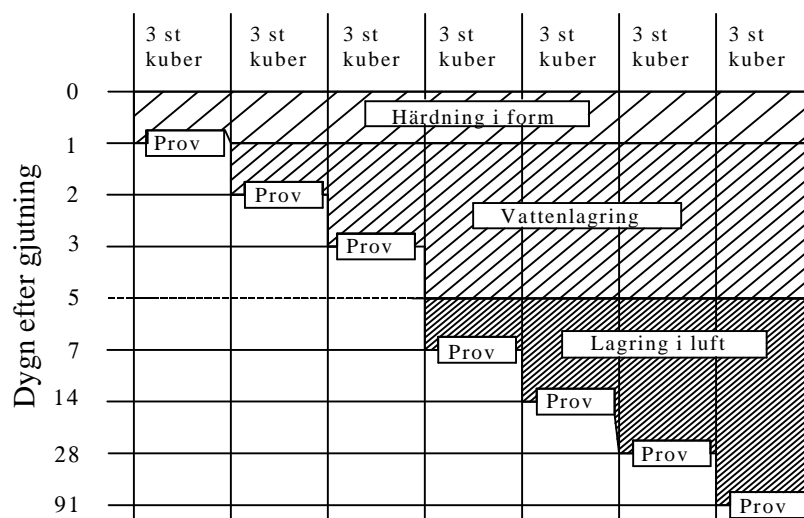 3 st
kuber
3 st
kuber
3 st
kuber
3 st
kuber
3 st
kuber
3 st
kuber
3 st
kuber
Dygn efter gjutning
0
Härdning i form
1
Prov
2
Prov
Vattenlagring
3
Prov
5
Lagring i luft
7
Prov
14
Prov
28
Prov
91
Prov